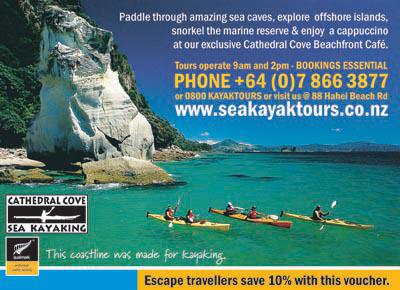 Paddle through amazing sea caves, explore offshore islands,
snorkel the marine reserve & enjoy a cappuccino
at our exclusive Cathedral Cove Beachfront Café.
Tours operate 9am and 2pm - BOOKINGS ESSENTIAL
PHONE +64 (0)7 866 3877
or 0800 KAYAKTOURS or visit us @ 88 Hahei Beach Rd
www.seakayaktours.co.nz
CATHEDRAL COVE
SEA KAYAKING
qualmark
This coastline was made for kayaking.
Escape travellers save 10% with this voucher.